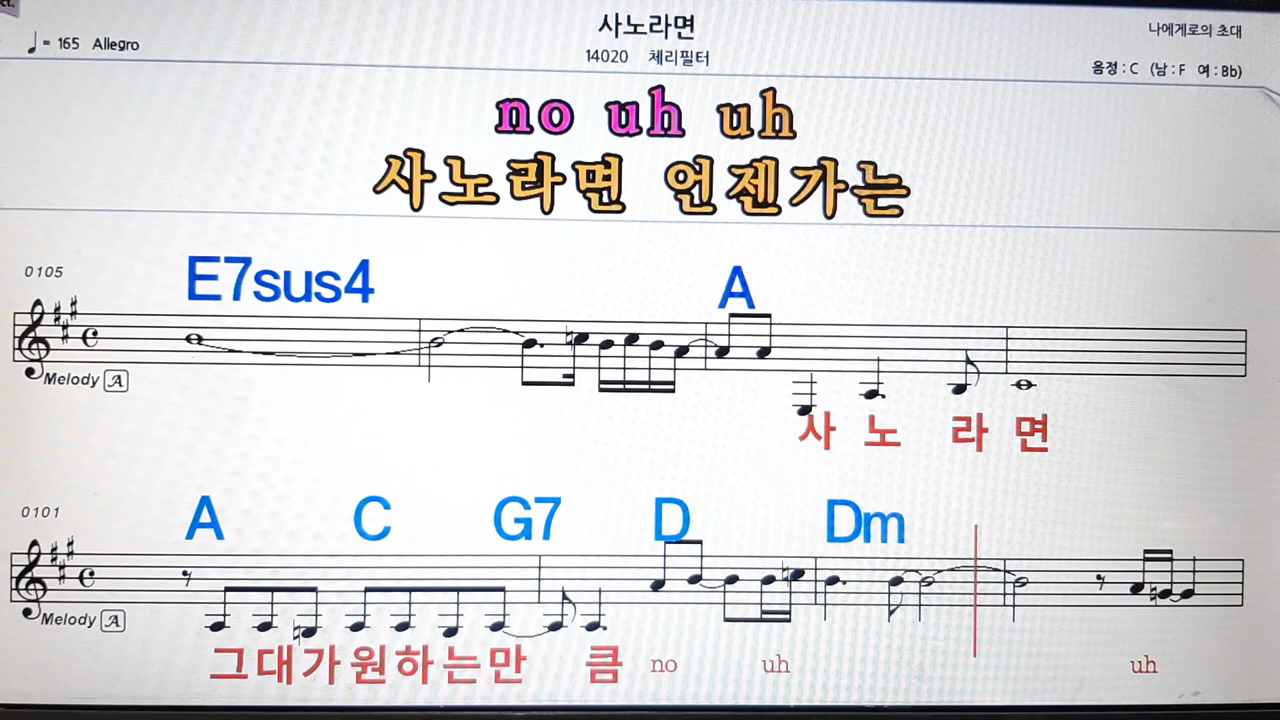 ct.
♩= 165 Allegro
사노라면
14020 체리필터
나에게로의 초대
음정 : C (남 : F 여 : Bb)
no uh uh
사노라면 언젠가는
0105
E7sus4 A
Melody A
사 노 라 면
0101
A C G7 D Dm
Melody A
그대가원하는만 큼 no uh uh